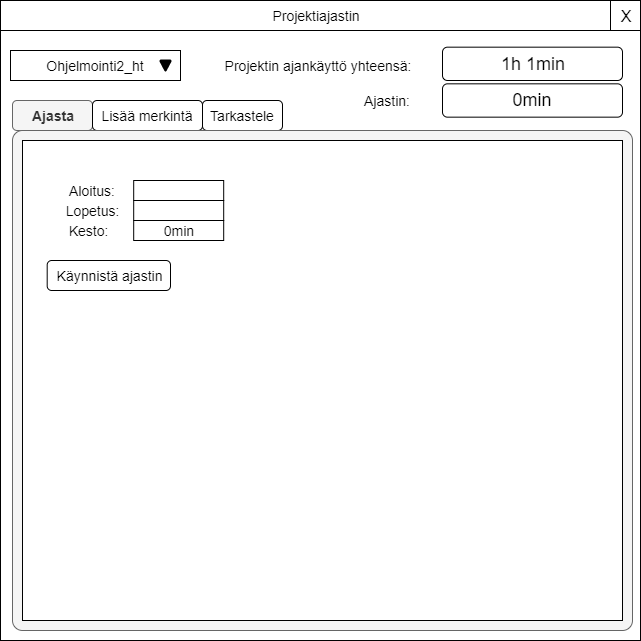 Projektiajastin
X
Ohjelmointi2_ht
Projektin ajankäyttö yhteensä:
1h 1min
Ajastin:
0min
Ajasta
Lisää merkintä
Tarkastele
Aloitus:
Lopetus:
Kesto:
0min
Käynnistä ajastin